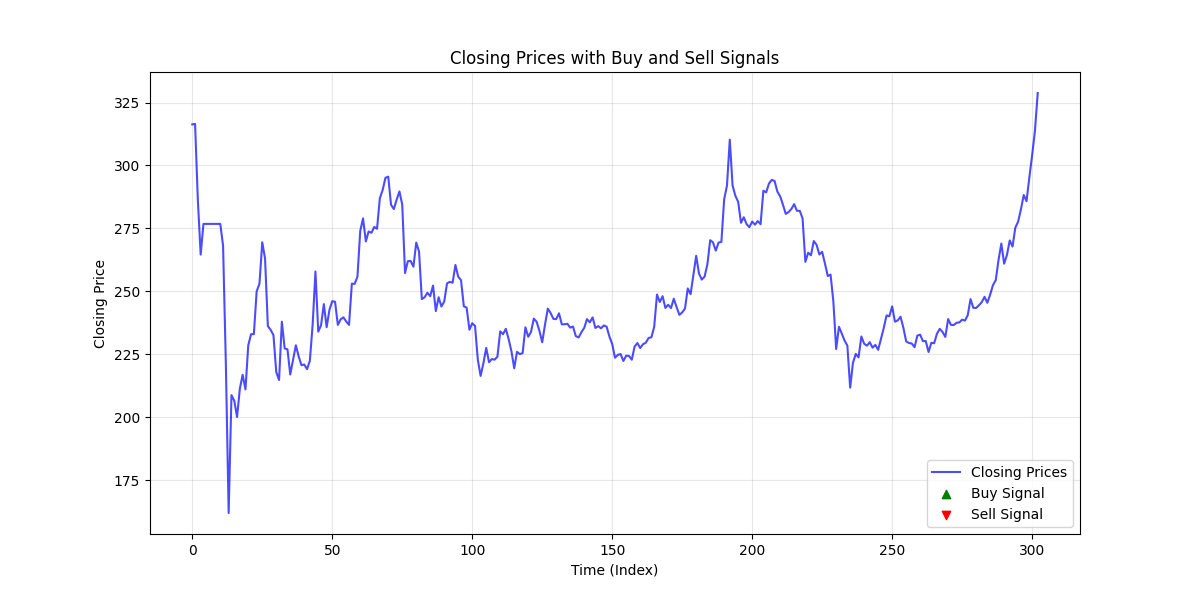 Closing Prices with Buy and Sell Signals
325
300
275
250
225
200
175
Closing Price
Closing Prices
Buy Signal
Sell Signal
0 50 100 150 200 250 300
Time (Index)